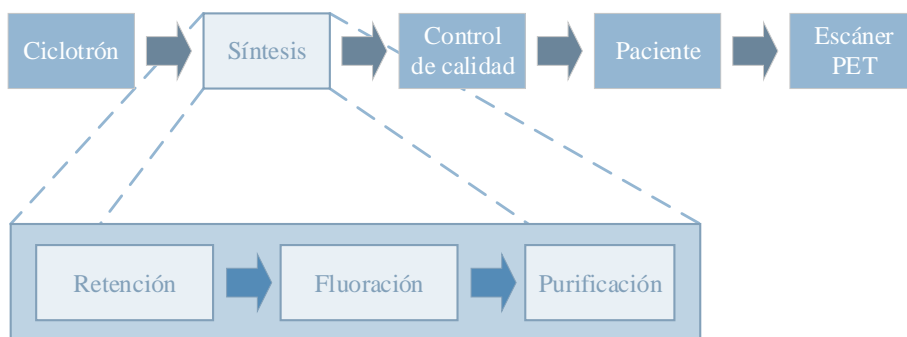 Ciclotrón
Síntesis
Control
de calidad
Paciente
Escáner
PET
Retención
Fluoración
Purificación